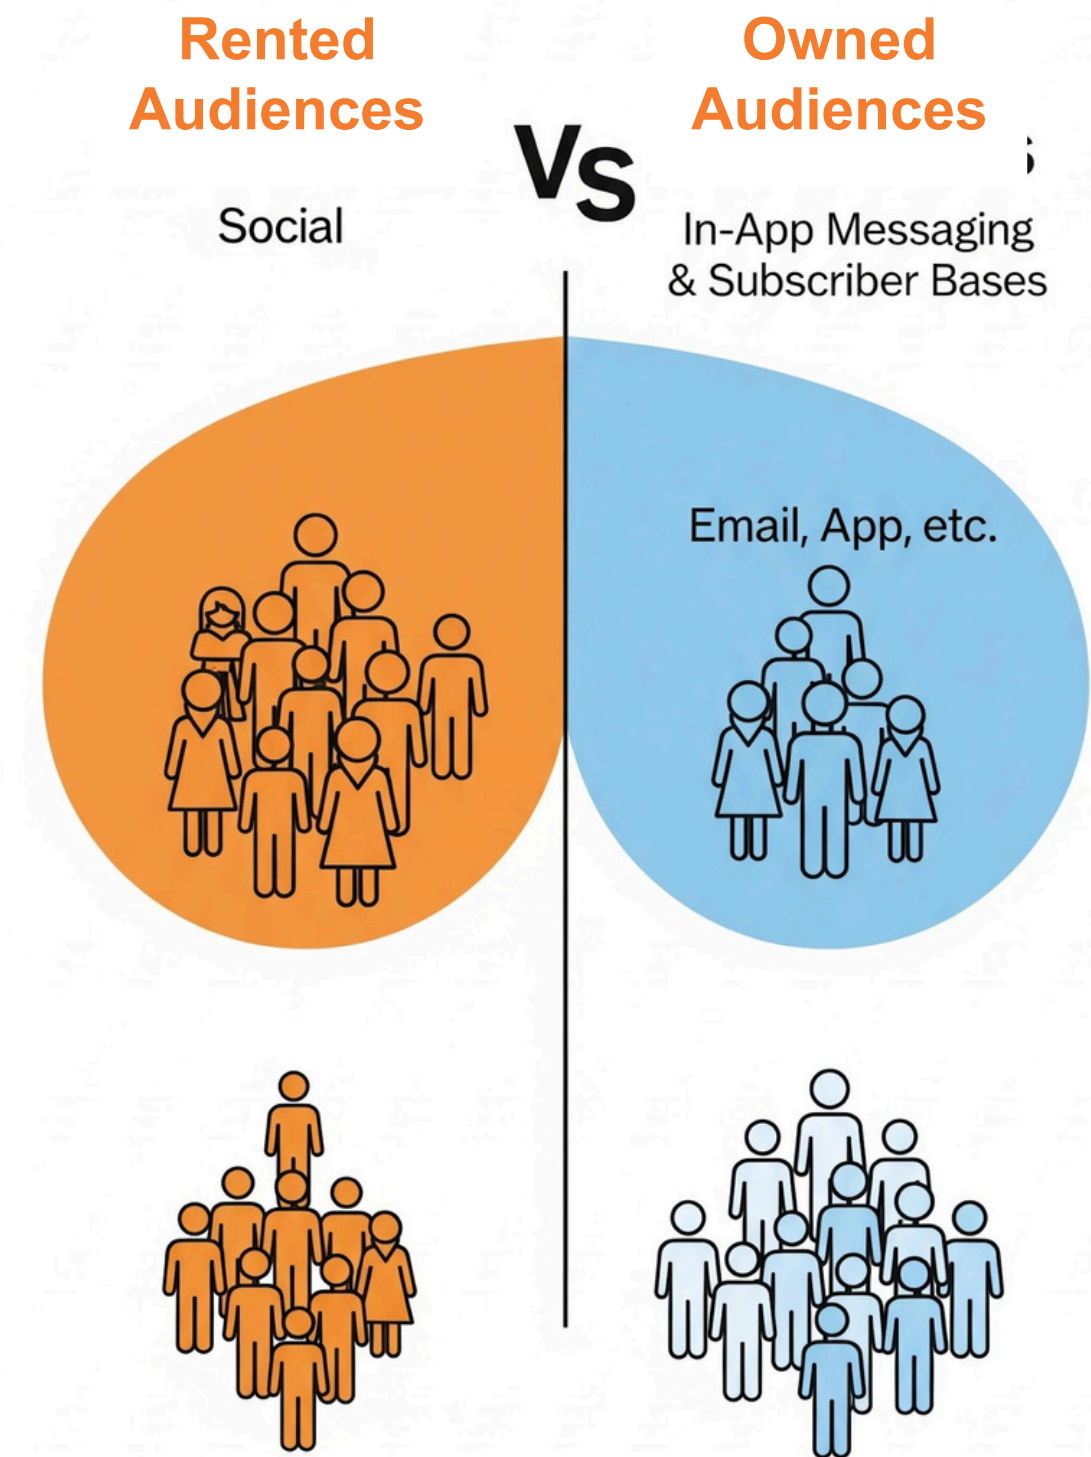 Rented
Audiences
Vs
Owned
Audiences
Social
In-App Messaging
& Subscriber Bases
Email, App, etc.